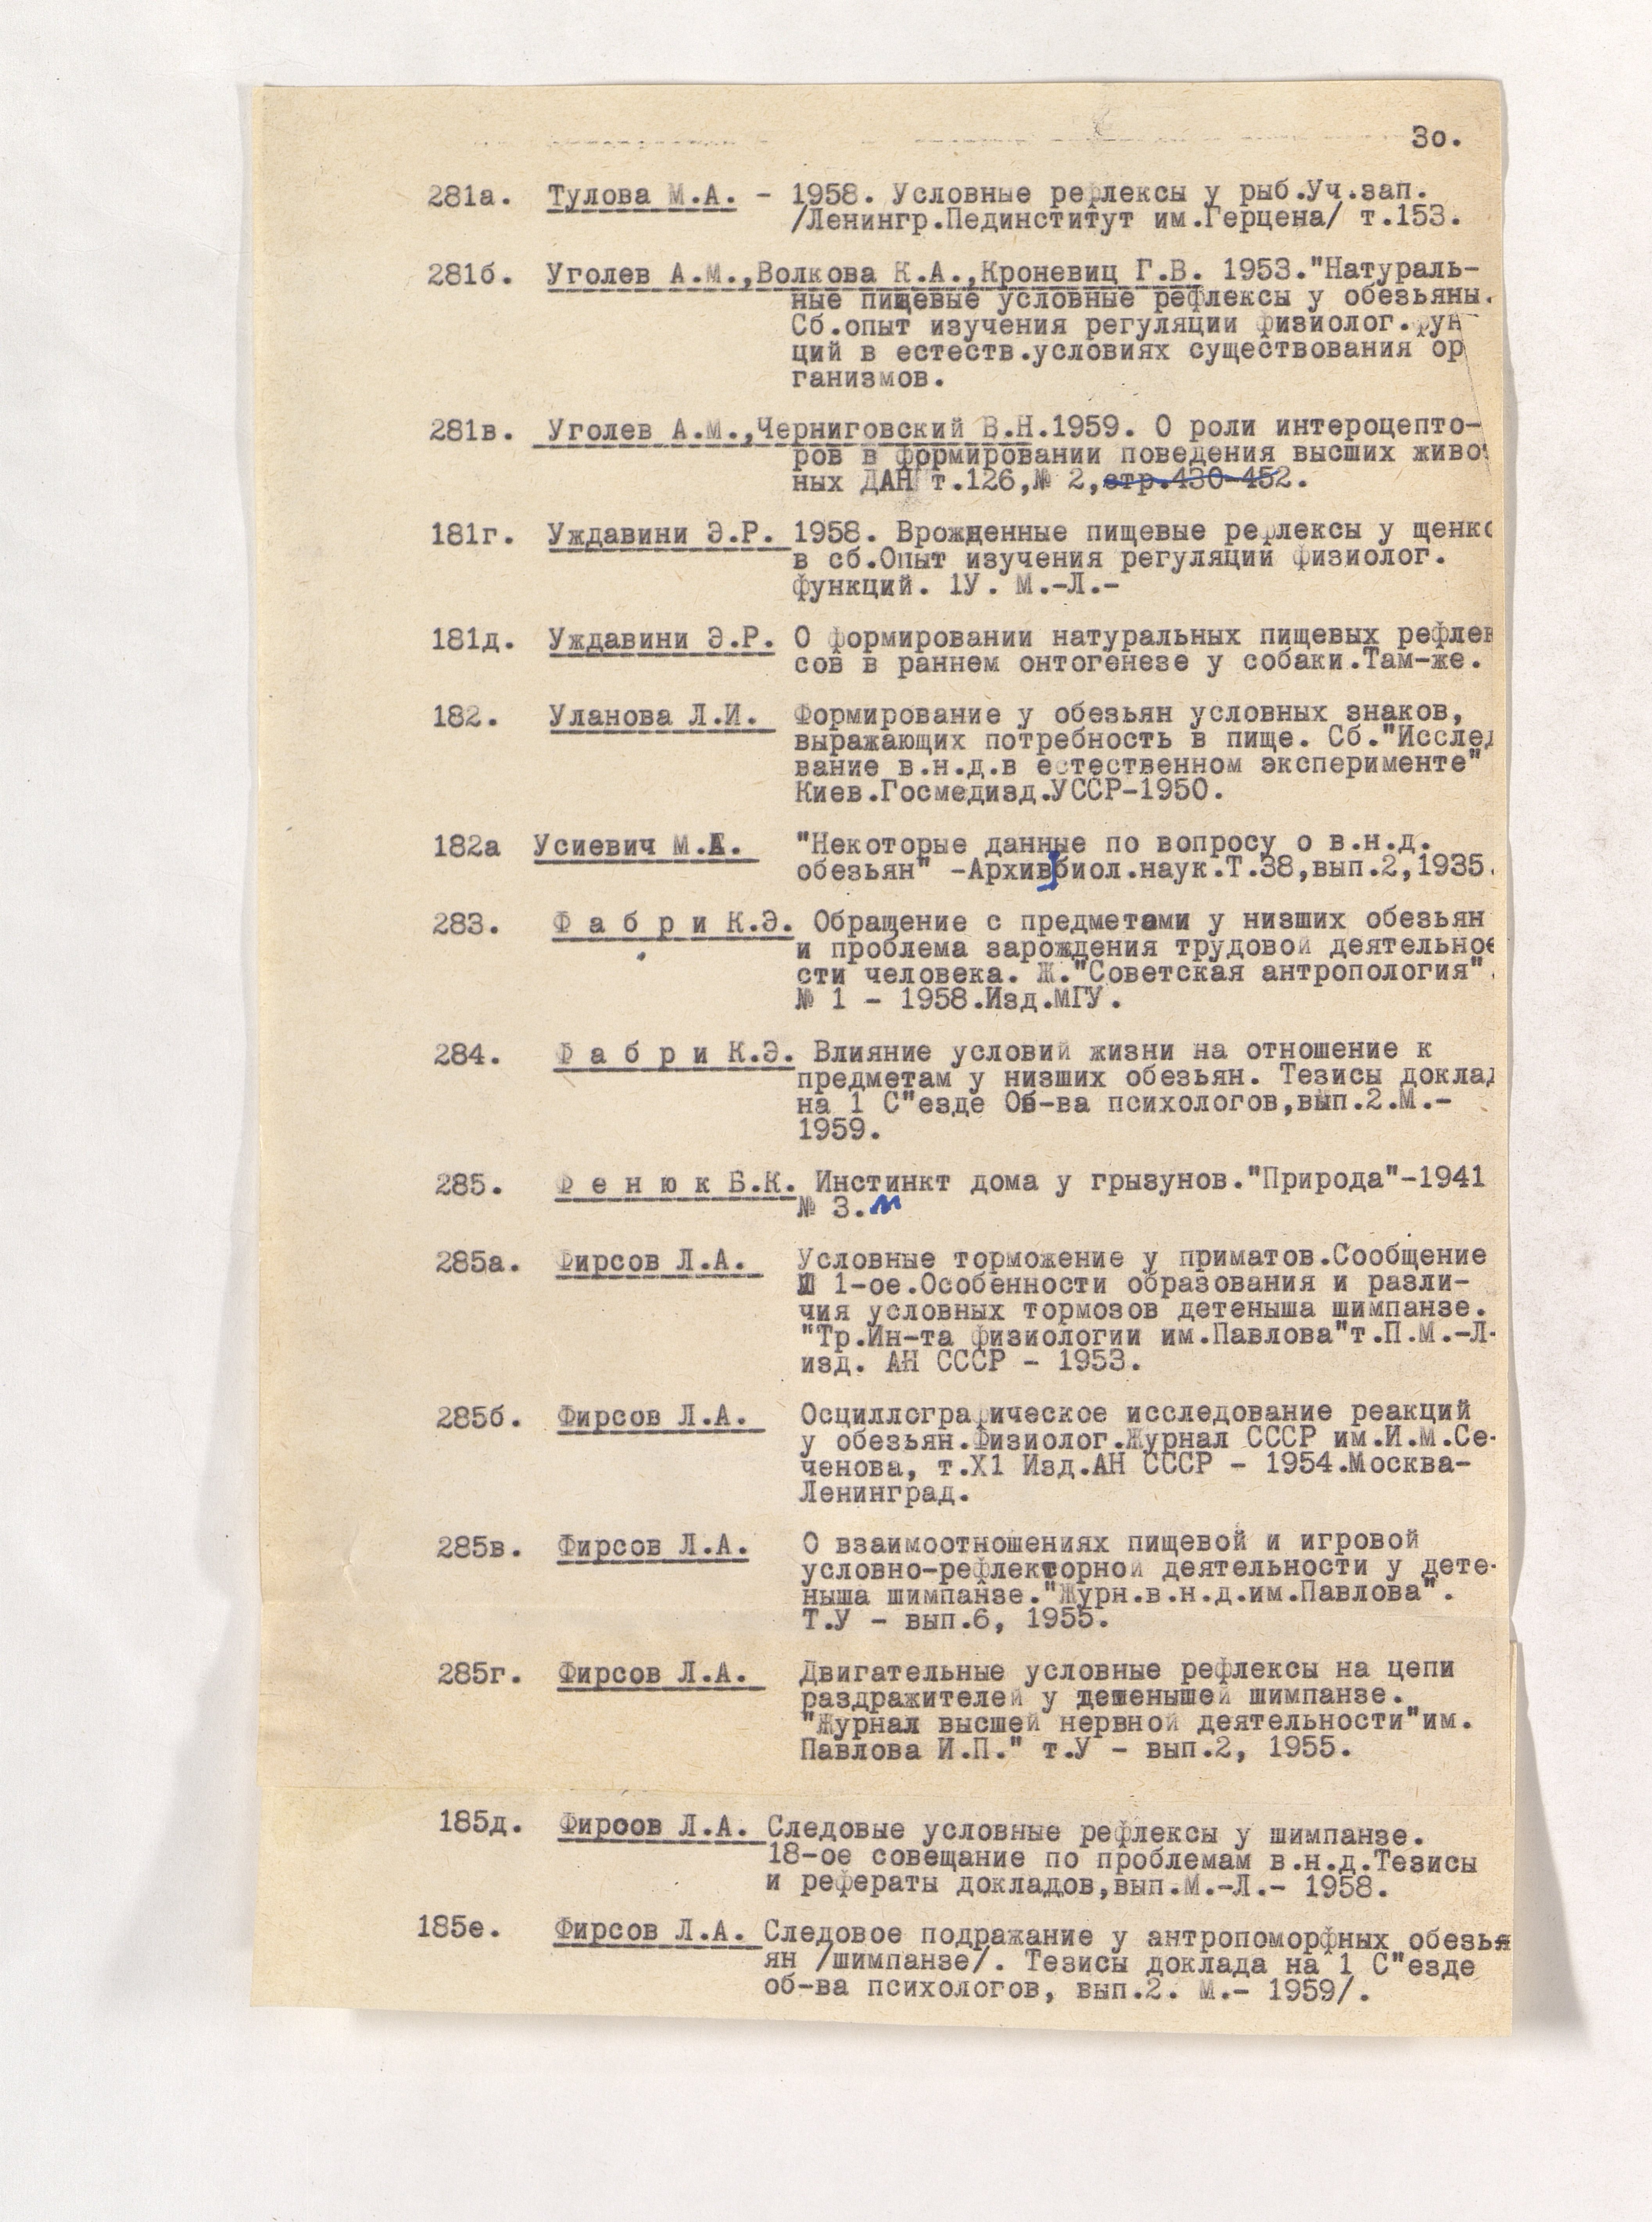 3о.
281а. Тулова М.А. - 1958. Условные рефлексы у рыб.Уч.зап.
/Ленингр.Пединститут им.Герцена/ т.153.
281б. Уголев А.М.,Волкова К.А.,Кроневиц Г.В. 1953."Натураль-
ные пищевые условные рефлексы у обезьяны.
Сб.опыт изучения регуляции физиолог.фун
ций в естеств.условиях существования ор
ганизмов.
281в. Уголев А.М.,Черниговский В.Н.1959. О роли интероцепто-
ров в формировании поведения высших живо
ных ДАН т.126,№ 2,стр.430-452.
181г. Уждавини Э.Р. 1958. Врожденные пищевые рефлексы у щенко
в сб.Опыт изучения регуляции физиолог.
функций. 1У. М.-Л.-
181д. Уждавини Э.Р. О формировании натуральных пищевых рефлек
сов в раннем онтогенезе у собаки.Там-же.
182. Уланова Л.И. Формирование у обезьян условных знаков,
выражающих потребность в пище. Сб."Исслед
вание в.н.д.в естественном эксперименте"
Киев.Госмедизд.УССР-1950.
182а Усиевич М.А. "Некоторые данные по вопросу о в.н.д.
обезьян" -Архив биол.наук.Т.38,вып.2,1935.
283. Ф а б р и К.Э. Обращение с предметами у низших обезьян
и проблема зарождения трудовой деятельное
сти человека. Ж."Советская антропология".
№ 1 - 1958.Изд.МГУ.
284. Ф а б р и К.Э. Влияние условий жизни на отношение к
предметам у низших обезьян. Тезисы доклад
на 1 С"езде Об-ва психологов,вып.2.М.-
1959.
285. Ф е н ю к Б.К. Инстинкт дома у грызунов."Природа"-1941
№ 3.
285а. Фирсов Л.А. Условные торможение у приматов.Сообщение
1-ое.Особенности образования и разли-
чия условных тормозов детеныша шимпанзе.
"Тр.Ин-та физиологии им.Павлова"т.П.М.-Л-
изд. АН СССР - 1953.
285б. Фирсов Л.А. Осциллографическое исследование реакций
у обезьян.Физиолог.Журнал СССР им.И.М.Се-
ченова, т.Х1 Изд.АН СССР - 1954.Москва-
Ленинград.
285в. Фирсов Л.А. О взаимоотношениях пищевой и игровой
условно-рефлекторной деятельности у дете-
ныша шимпанзе."Журн.в.н.д.им.Павлова".
Т.У - вып.6, 1955.
285г. Фирсов Л.А. Двигательные условные рефлексы на цепи
раздражителей у детенышей шимпанзе.
"Журнал высшей нервной деятельности"им.
Павлова И.П." т.У - вып.2, 1955.
185д. Фирсов Л.А. Следовые условные рефлексы у шимпанзе.
18-ое совещание по проблемам в.н.д.Тезисы
и рефераты докладов,вып.М.-Л.- 1958.
185е. Фирсов Л.А. Следовое подражание у антропоморфных обезья
ян /шимпанзе/. Тезисы доклада на 1 С"езде
об-ва психологов, вып.2. М.- 1959/.